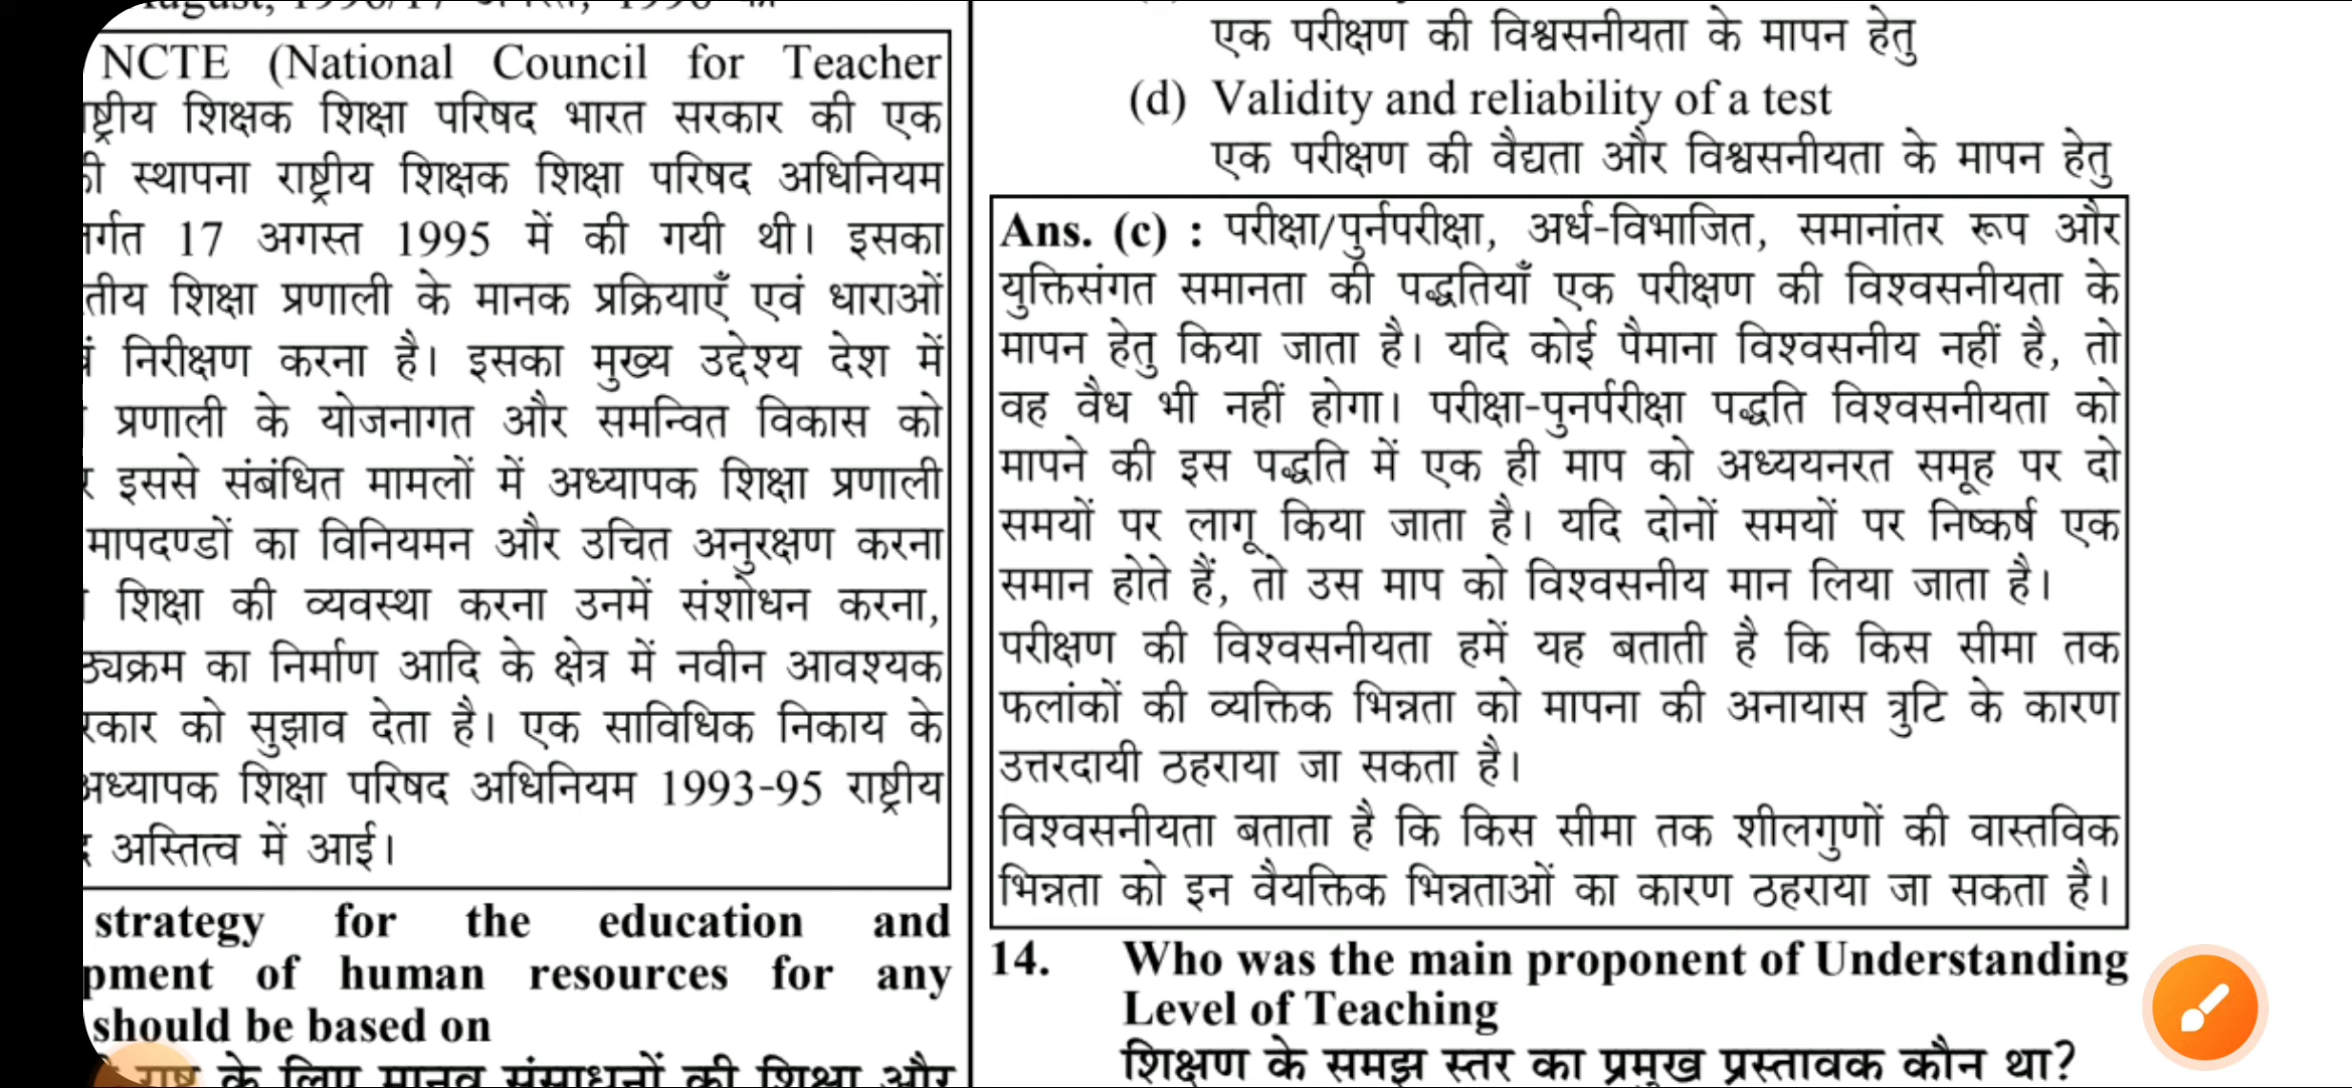 NCTE (National Council for Teacher
शिक्षक शिक्षा परिषद भारत सरकार की एक
स्थापना राष्ट्रीय शिक्षक शिक्षा परिषद अधिनियम
17 अगस्त 1995 में की गयी थी। इसका
शिक्षा प्रणाली के मानक प्रक्रियाएँ एवं धाराओं
निरीक्षण करना है। इसका मुख्य उद्देश्य देश में
प्रणाली के योजनागत और समन्वित विकास को
इससे संबंधित मामलों में अध्यापक शिक्षा प्रणाली
मापदण्डों का विनियमन और उचित अनुरक्षण करना
शिक्षा की व्यवस्था करना उनमें संशोधन करना,
का निर्माण आदि के क्षेत्र में नवीन आवश्यक
को सुझाव देता है। एक साविधिक निकाय के
अध्यापक शिक्षा परिषद अधिनियम 1993-95 राष्ट्रीय
अस्तित्व में आई।
strategy for the education and
pment of human resources for any
should be based on
के लिए मानव संसाधनों की शिक्षा और
एक परीक्षण की विश्वसनीयता के मापन हेतु
(d) Validity and reliability of a test
एक परीक्षण की वैद्यता और विश्वसनीयता के मापन हेतु
Ans. (c) : परीक्षा/पुर्नपरीक्षा, अर्ध-विभाजित, समानांतर रूप और
युक्तिसंगत समानता की पद्धतियाँ एक परीक्षण की विश्वसनीयता के
मापन हेतु किया जाता है। यदि कोई पैमाना विश्वसनीय नहीं है, तो
वह वैध भी नहीं होगा। परीक्षा-पुनर्परीक्षा पद्धति विश्वसनीयता को
मापने की इस पद्धति में एक ही माप को अध्ययनरत समूह पर दो
समयों पर लागू किया जाता है। यदि दोनों समयों पर निष्कर्ष एक
समान होते हैं, तो उस माप को विश्वसनीय मान लिया जाता है।
परीक्षण की विश्वसनीयता हमें यह बताती है कि किस सीमा तक
फलांकों की व्यक्तिक भिन्नता को मापना की अनायास त्रुटि के कारण
उत्तरदायी ठहराया जा सकता है।
विश्वसनीयता बताता है कि किस सीमा तक शीलगुणों की वास्तविक
भिन्नता को इन वैयक्तिक भिन्नताओं का कारण ठहराया जा सकता है।
14. Who was the main proponent of Understanding
Level of Teaching
शिक्षण के समझ स्तर का प्रमुख प्रस्तावक कौन था?